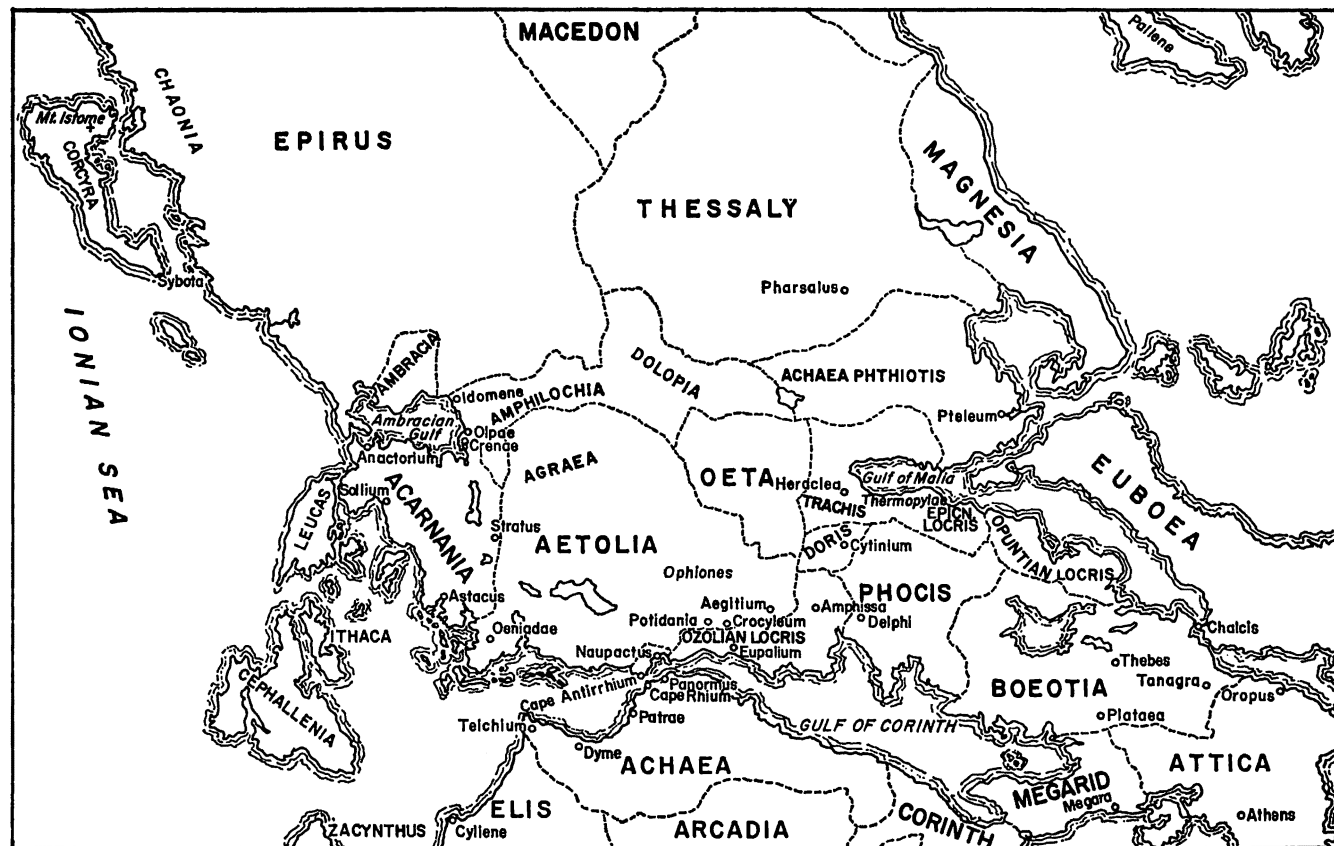 MACEDON
Pallene
CHAONIA
Mt. Istome
EPIRUS
CORCYRA
MAGNESIA
THESSALY
Sybota
Pharsalus
IONIAN SEA
AMBRACIA
DOLOPIA
ACHAEA PHTHIOTIS
Idomene
AMPHILOCHIA
Pteleum
Ambracian
Gulf
Olpae
Crenae
Anactorium
AGRAEA
OETA
Heraclea
Gulf of Malia
EUBOEA
Sollium
ACARNANIA
LEUCAS
TRACHIS
Thermopylae
EPICN.
LOCRIS
OPUNTIAN LOCRIS
Stratus
AETOLIA
DORIS
Cytinium
Ophiones
PHOCIS
Astacus
Aegitium
Amphissa
Delphi
Potidania
Crocyleum
Chalcis
ITHACA
Oeniadae
OZOLIAN LOCRIS
Naupactus
Eupalium
Thebes
CEPHALLENIA
Cape Antirrhium
Panormus
Cape Rhium
BOEOTIA
Tanagra
Oropus
Patrae
Plataea
Teichium
GULF OF CORINTH
Dyme
ACHAEA
ATTICA
MEGARID
Megara
ELIS
Athens
ZACYNTHUS
Cyllene
ARCADIA
CORINTH